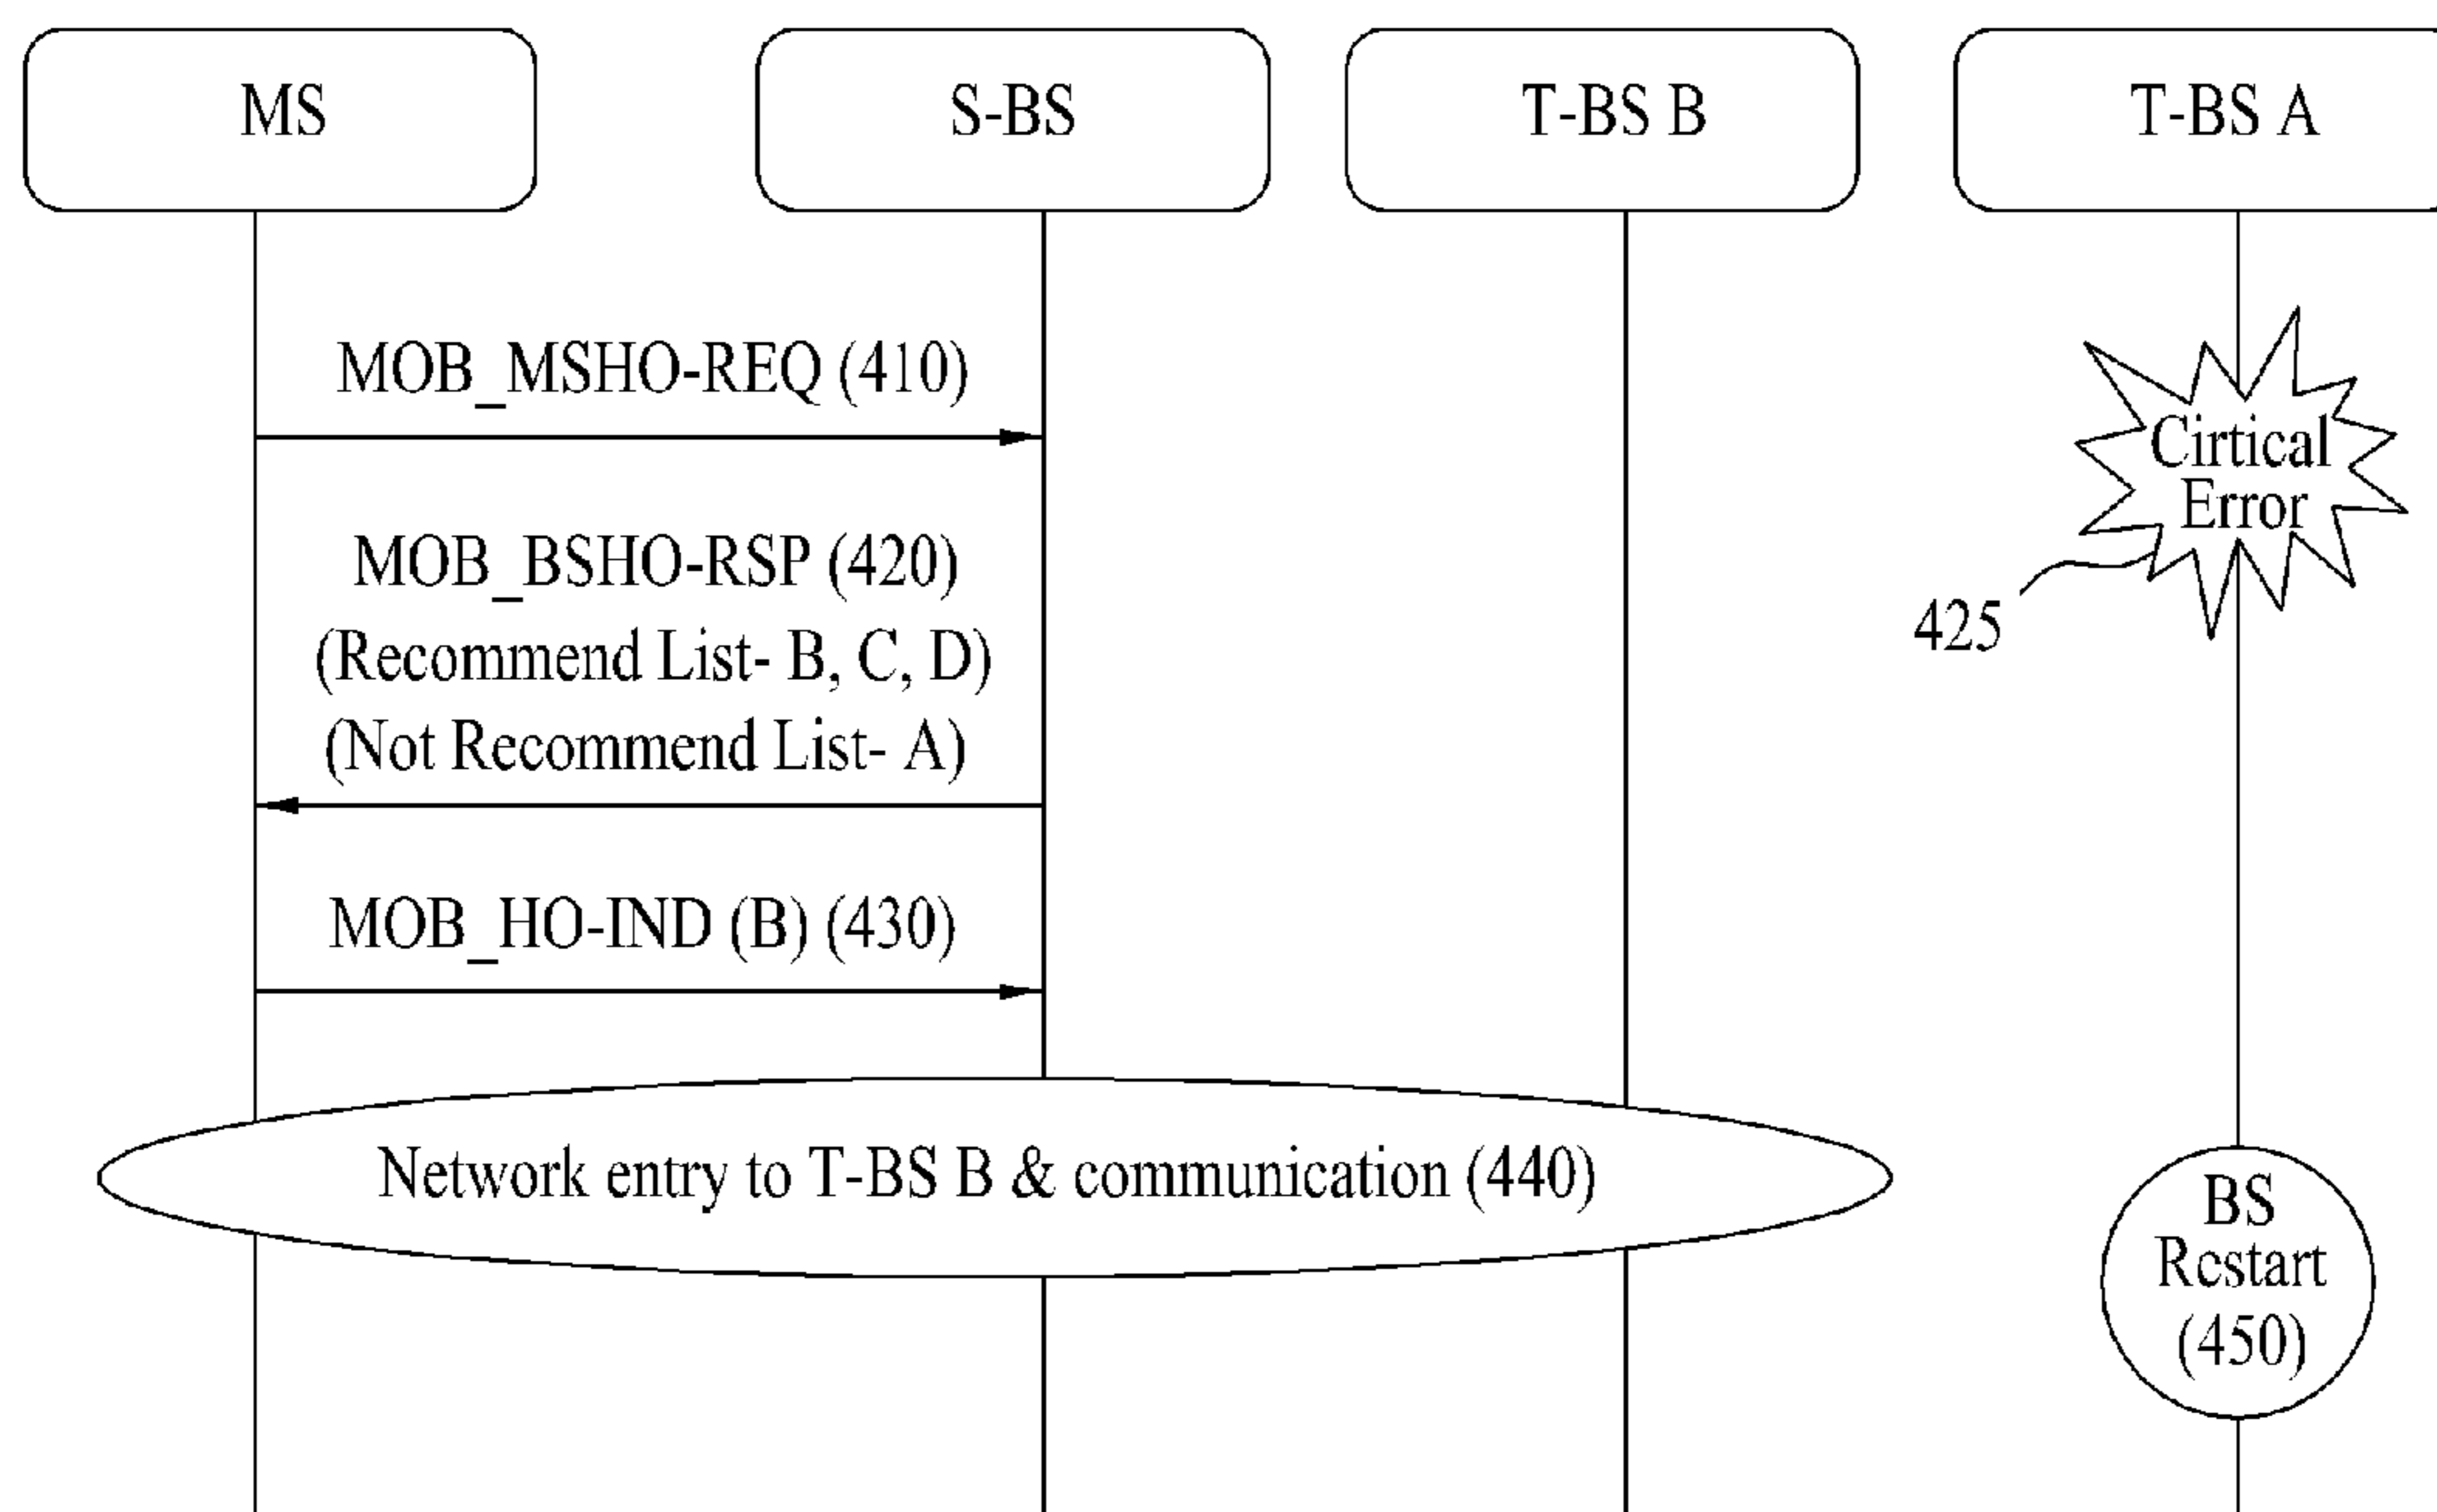 MS
S-BS
T-BS B
T-BS A
MOB_MSHO-REQ (410)
Cirtical
Error
425
MOB_BSHO-RSP (420)
(Recommend List- B, C, D)
(Not Recommend List- A)
MOB_HO-IND (B) (430)
Network entry to T-BS B & communication (440)
BS
Restart
(450)